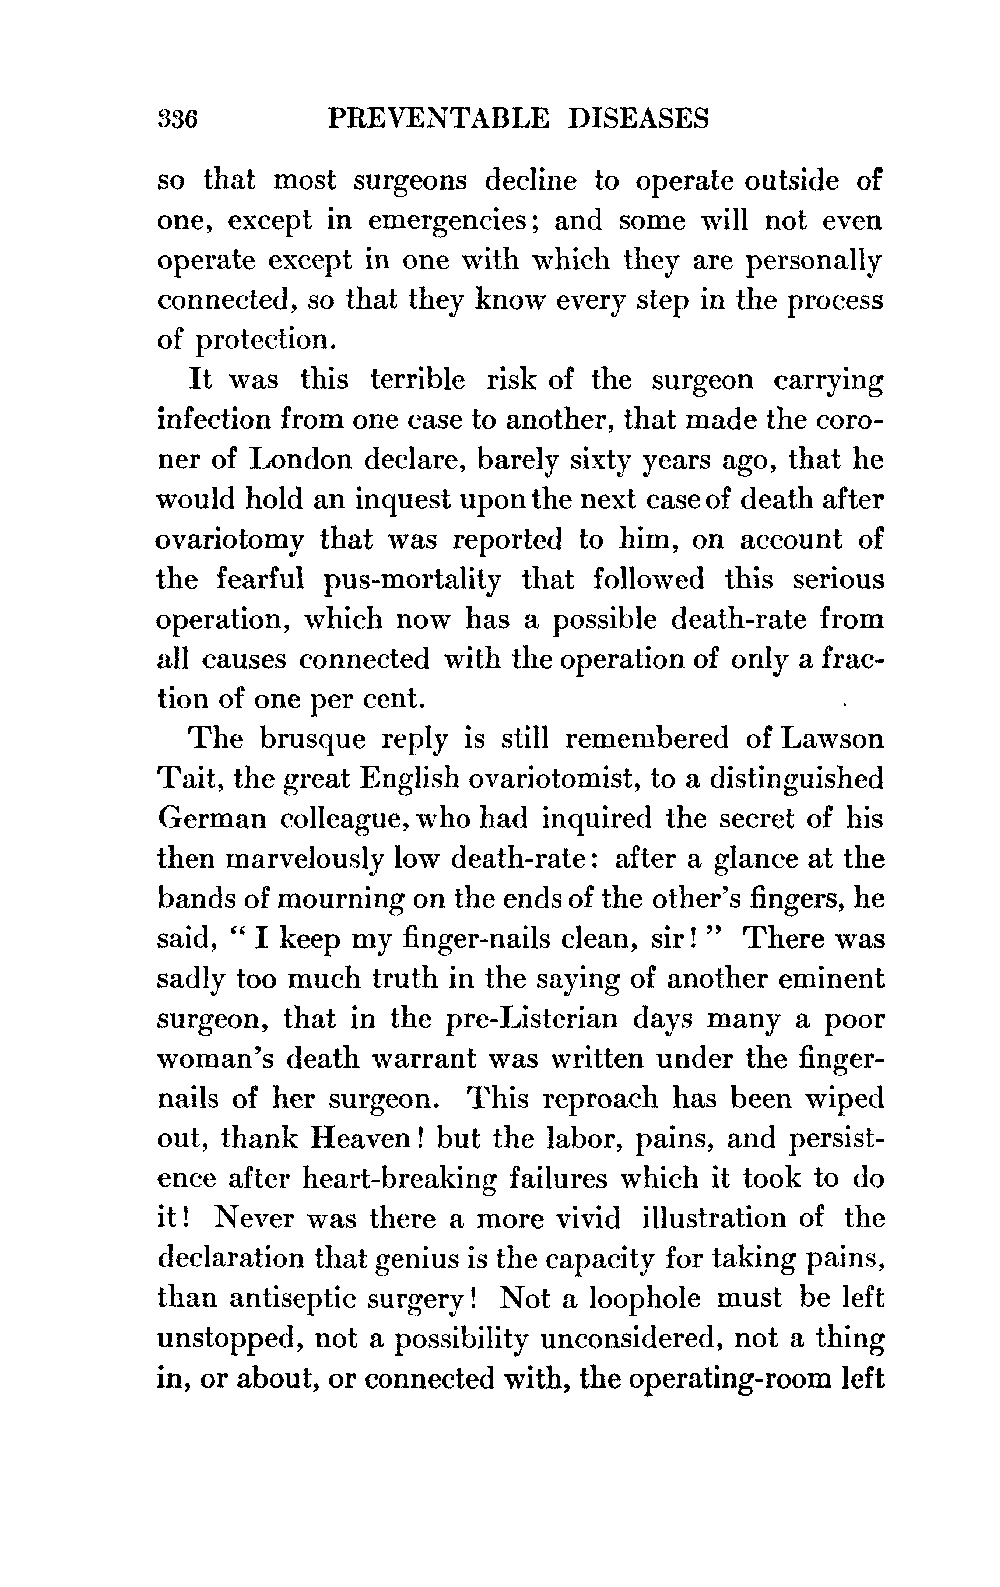 336 PREVENTABLE DISEASES
so that most surgeons decline to operate outside of
one, except in emergencies; and some will not even
operate except in one with which they are personally
connected, so that they know every step in the process
of protection.
It was this terrible risk of the surgeon carrying
infection from one case to another, that made the coro-
ner of London declare, barely sixty years ago, that he
would hold an inquest upon the next case of death after
ovariotomy that was reported to him, on account of
the fearful pus-mortality that followed this serious
operation, which now has a possible death-rate from
all causes connected with the operation of only a frac-
tion of one per cent.
The brusque reply is still remembered of Lawson
Tait, the great English ovariotomist, to a distinguished
German colleague, who had inquired the secret of his
then marvelously low death-rate: after a glance at the
bands of mourning on the ends of the other's fingers, he
said, " I keep my finger-nails clean, sir! " There was
sadly too much truth in the saying of another eminent
surgeon, that in the pre-Listerian days many a poor
woman's death warrant was written under the finger-
nails of her surgeon. This reproach has been wiped
out, thank Heaven! but the labor, pains, and persist-
ence after heart-breaking failures which it took to do
it! Never was there a more vivid illustration of the
declaration that genius is the capacity for taking pains,
than antiseptic surgery! Not a loophole must be left
unstopped, not a possibility unconsidered, not a thing
in, or about, or connected with, the operating-room left